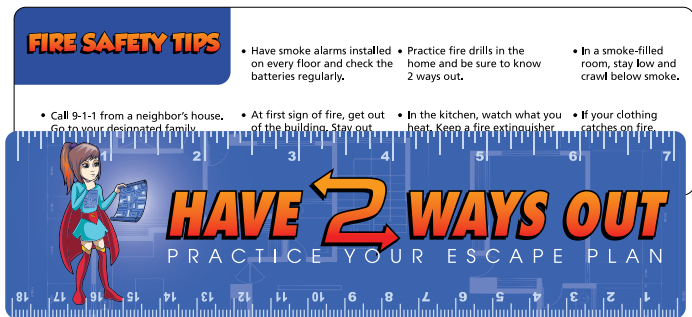 FIRE SAFETY TIPS
• Have smoke alarms installed
on every floor and check the
batteries regularly.
• Practice fire drills in the
home and be sure to know
2 ways out.
• In a smoke-filled
room, stay low and
crawl below smoke.
• Call 9-1-1 from a neighbor's house.
Go to your designated family
• At first sign of fire, get out
of the building. Stay out
• In the kitchen, watch what you
heat. Keep a fire extinguisher
• If your clothing
catches on fire,
1 2 3 4 5 6 7
HAVE 2 WAYS OUT
PRACTICE YOUR ESCAPE PLAN
18 17 16 15 14 13 12 11 10 9 8 7 6 5 4 3 2 1